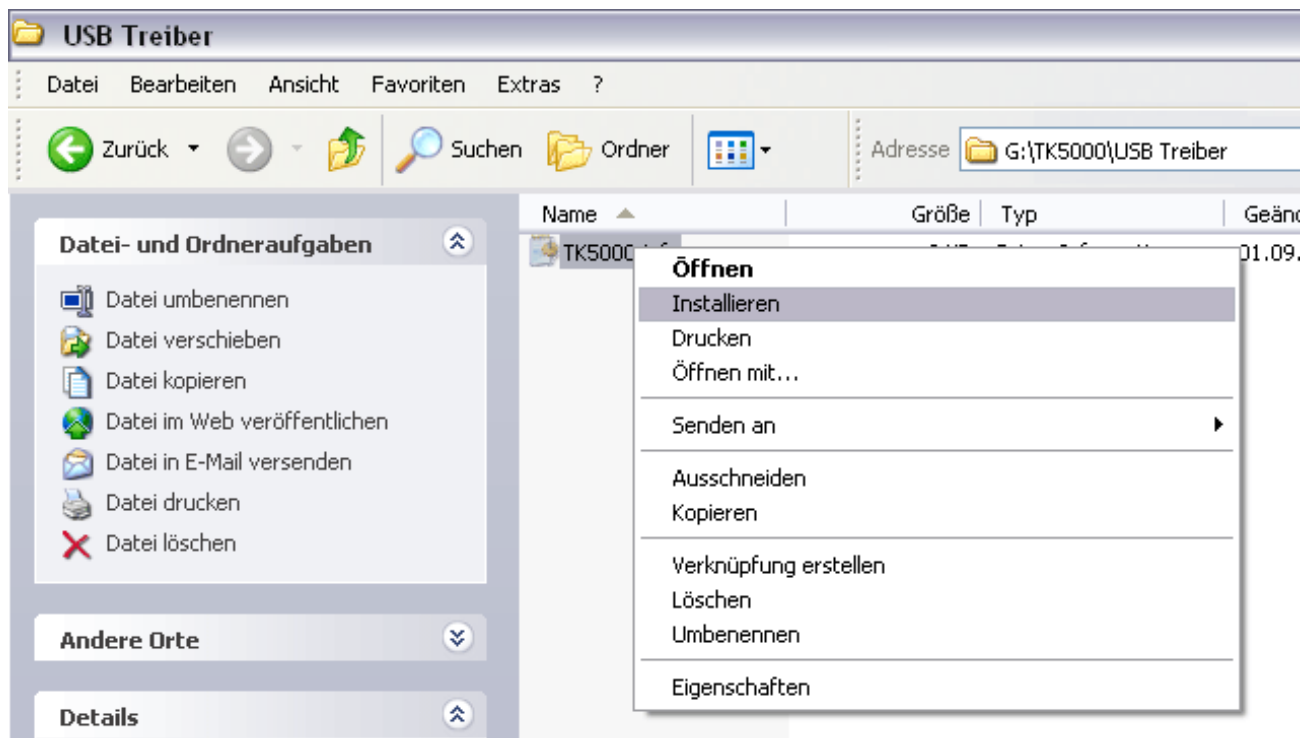 USB Treiber
Datei Bearbeiten Ansicht Favoriten Extras ?
Zurück Suchen Ordner Adresse G:\TK5000\USB Treiber
Name Größe Typ
Datei- und Ordneraufgaben
TK5000 01.09.
Öffnen
Installieren
Drucken
Öffnen mit...
Senden an
Ausschneiden
Kopieren
Verknüpfung erstellen
Löschen
Umbenennen
Eigenschaften
Datei umbenennen
Datei verschieben
Datei kopieren
Datei im Web veröffentlichen
Datei in E-Mail versenden
Datei drucken
Datei löschen
Andere Orte
Details